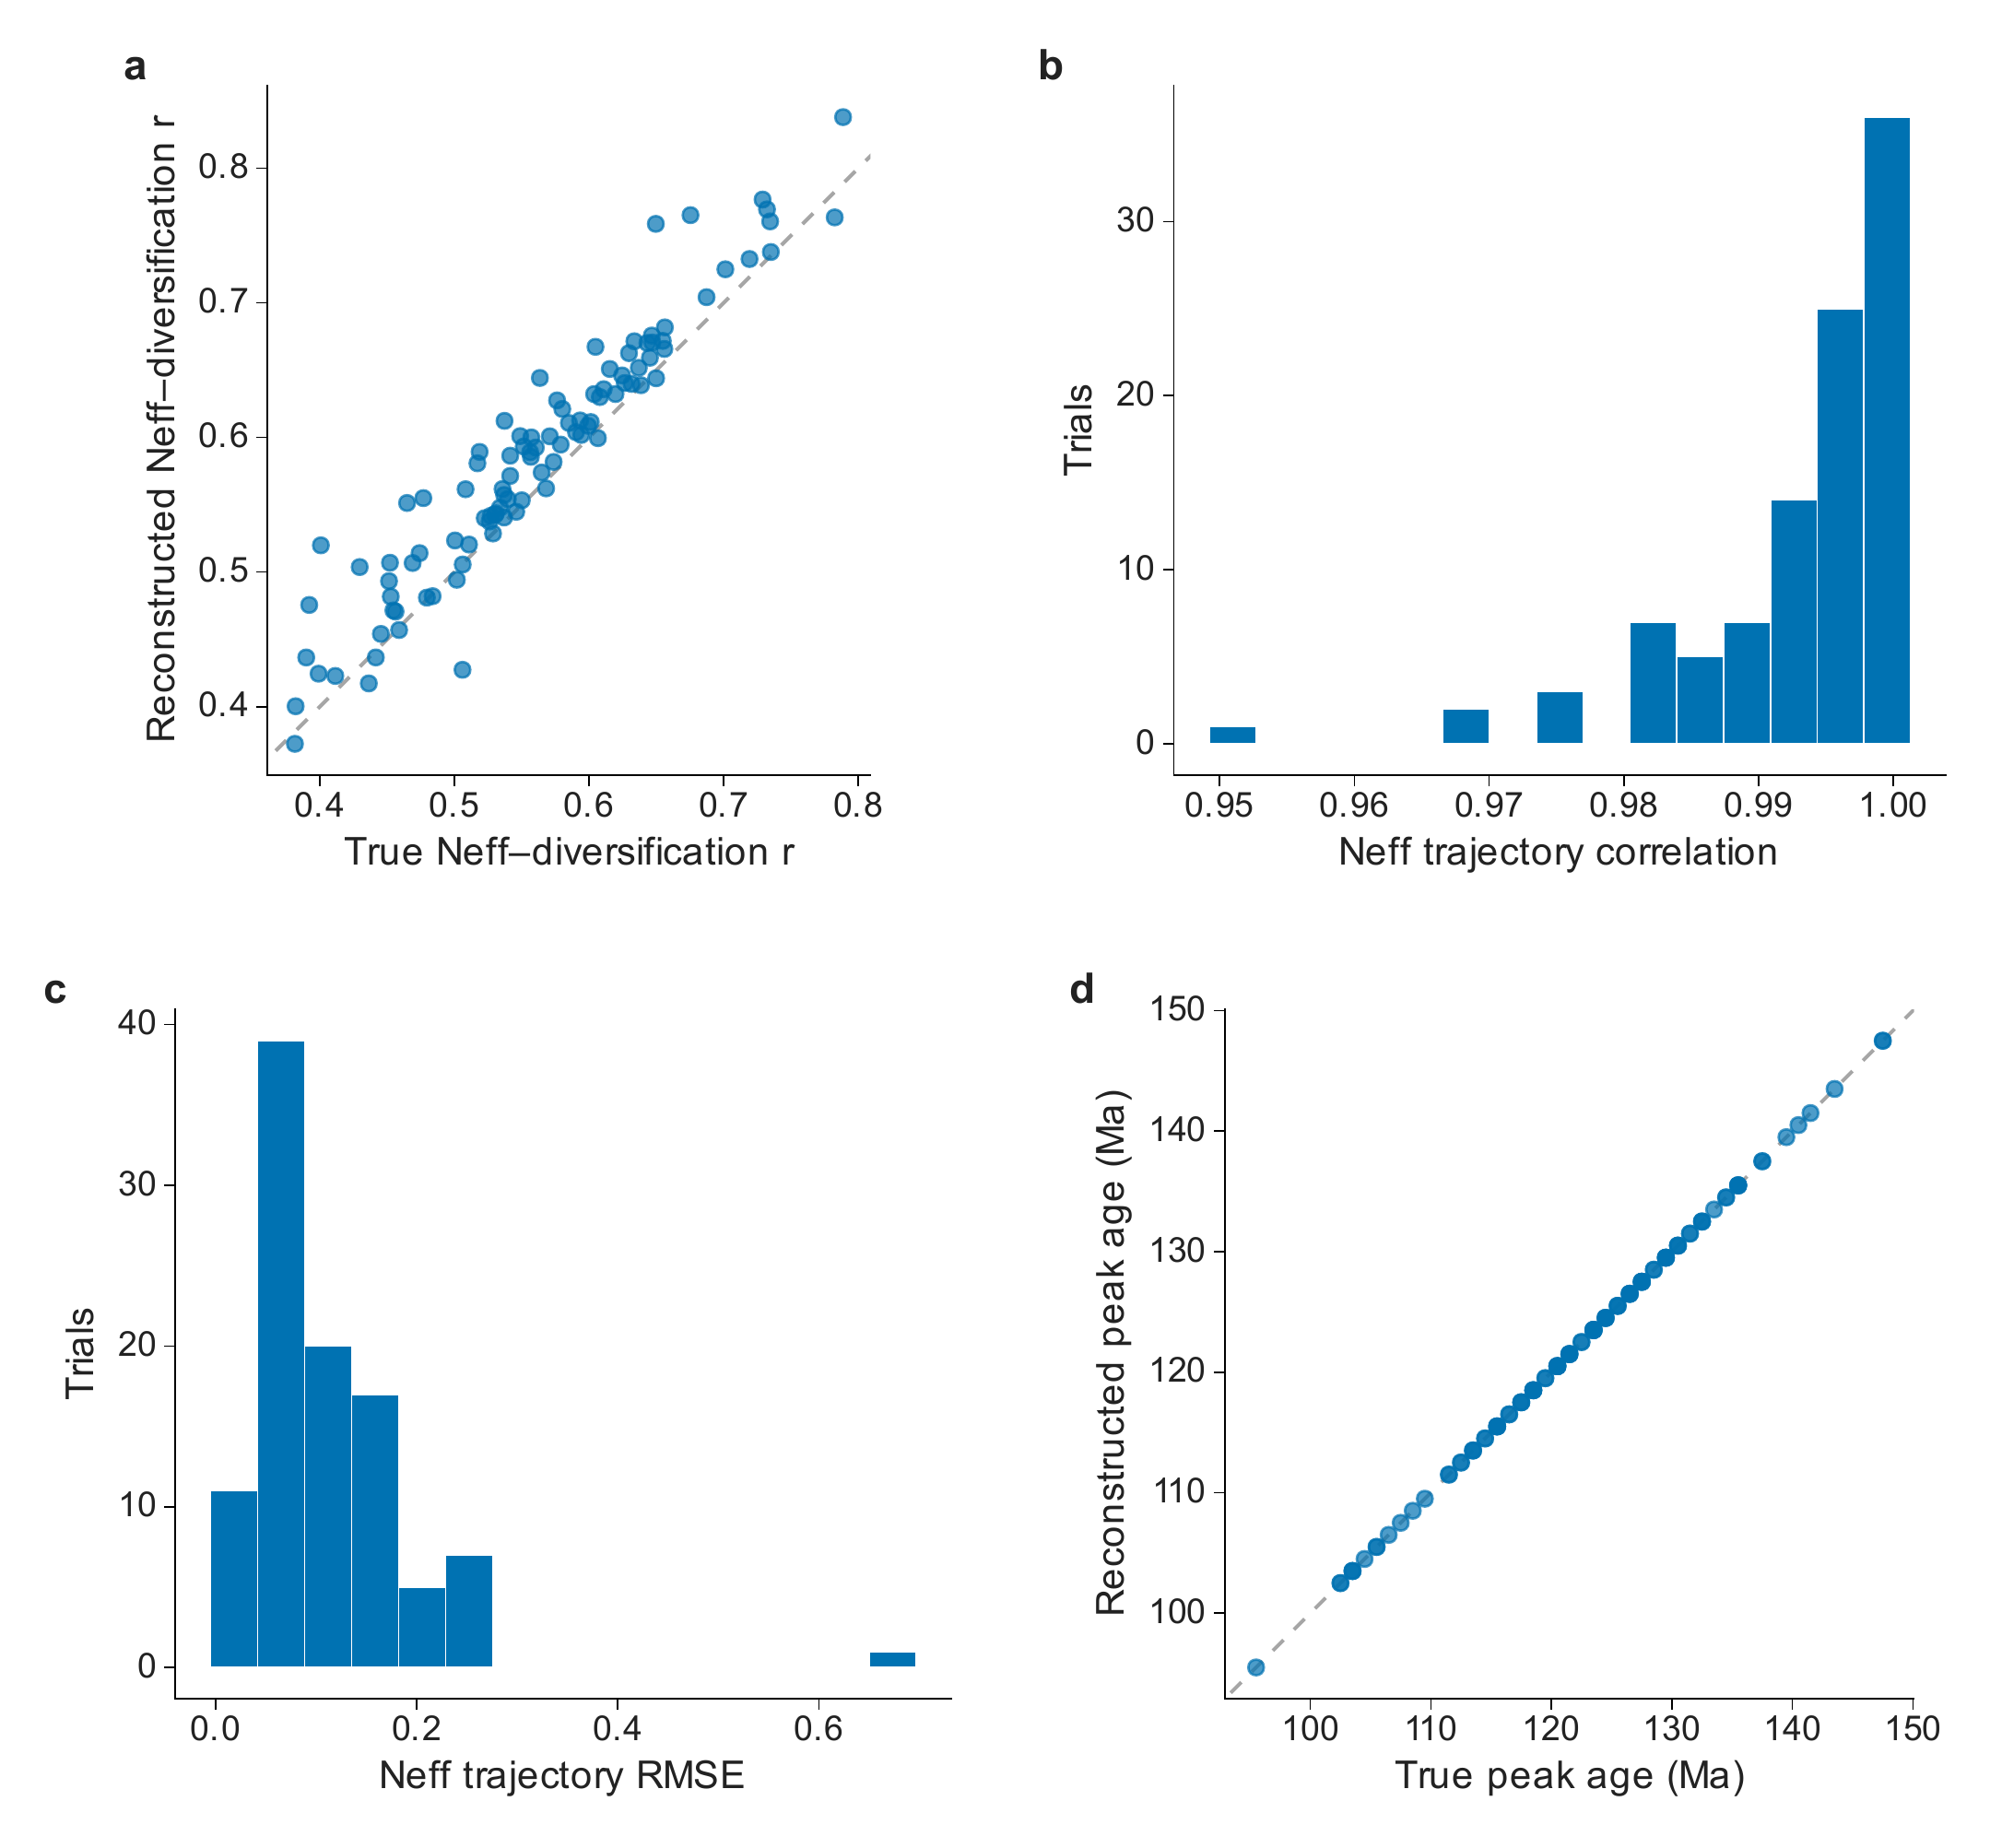 a
Reconstructed Neff–diversification r
0.8
0.7
0.6
0.5
0.4
0.4 0.5 0.6 0.7 0.8
True Neff–diversification r
b
Trials
30
20
10
0
0.95 0.96 0.97 0.98 0.99 1.00
Neff trajectory correlation
c
Trials
40
30
20
10
0
0.0 0.2 0.4 0.6
Neff trajectory RMSE
d
Reconstructed peak age (Ma)
150
140
130
120
110
100
100 110 120 130 140 150
True peak age (Ma)